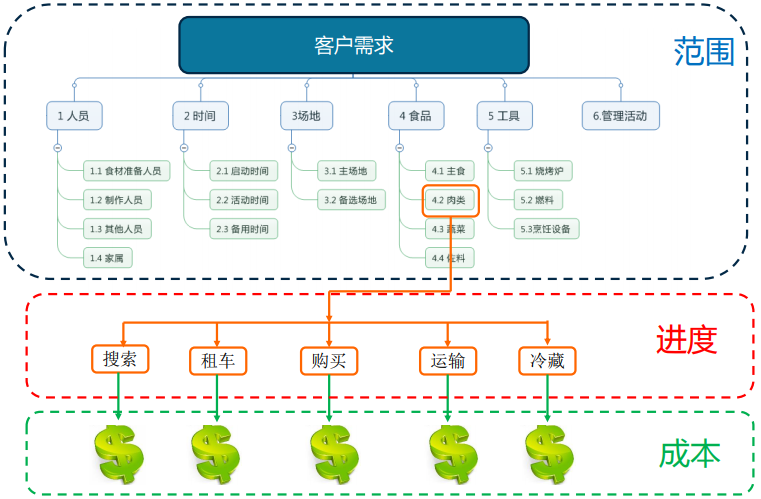 客户需求
范围
1 人员
2 时间
3场地
4 食品
5 工具
6.管理活动
1.1 食材准备人员
2.1 启动时间
3.1 主场地
4.1 主食
5.1 烧烤炉
1.2 制作人员
2.2 活动时间
3.2 备选场地
4.2 肉类
5.2 燃料
1.3 其他人员
2.3 备用时间
4.3 蔬菜
5.3烹饪设备
1.4 家属
4.4 佐料
进度
搜索
租车
购买
运输
冷藏
成本
$
$
$
$
$